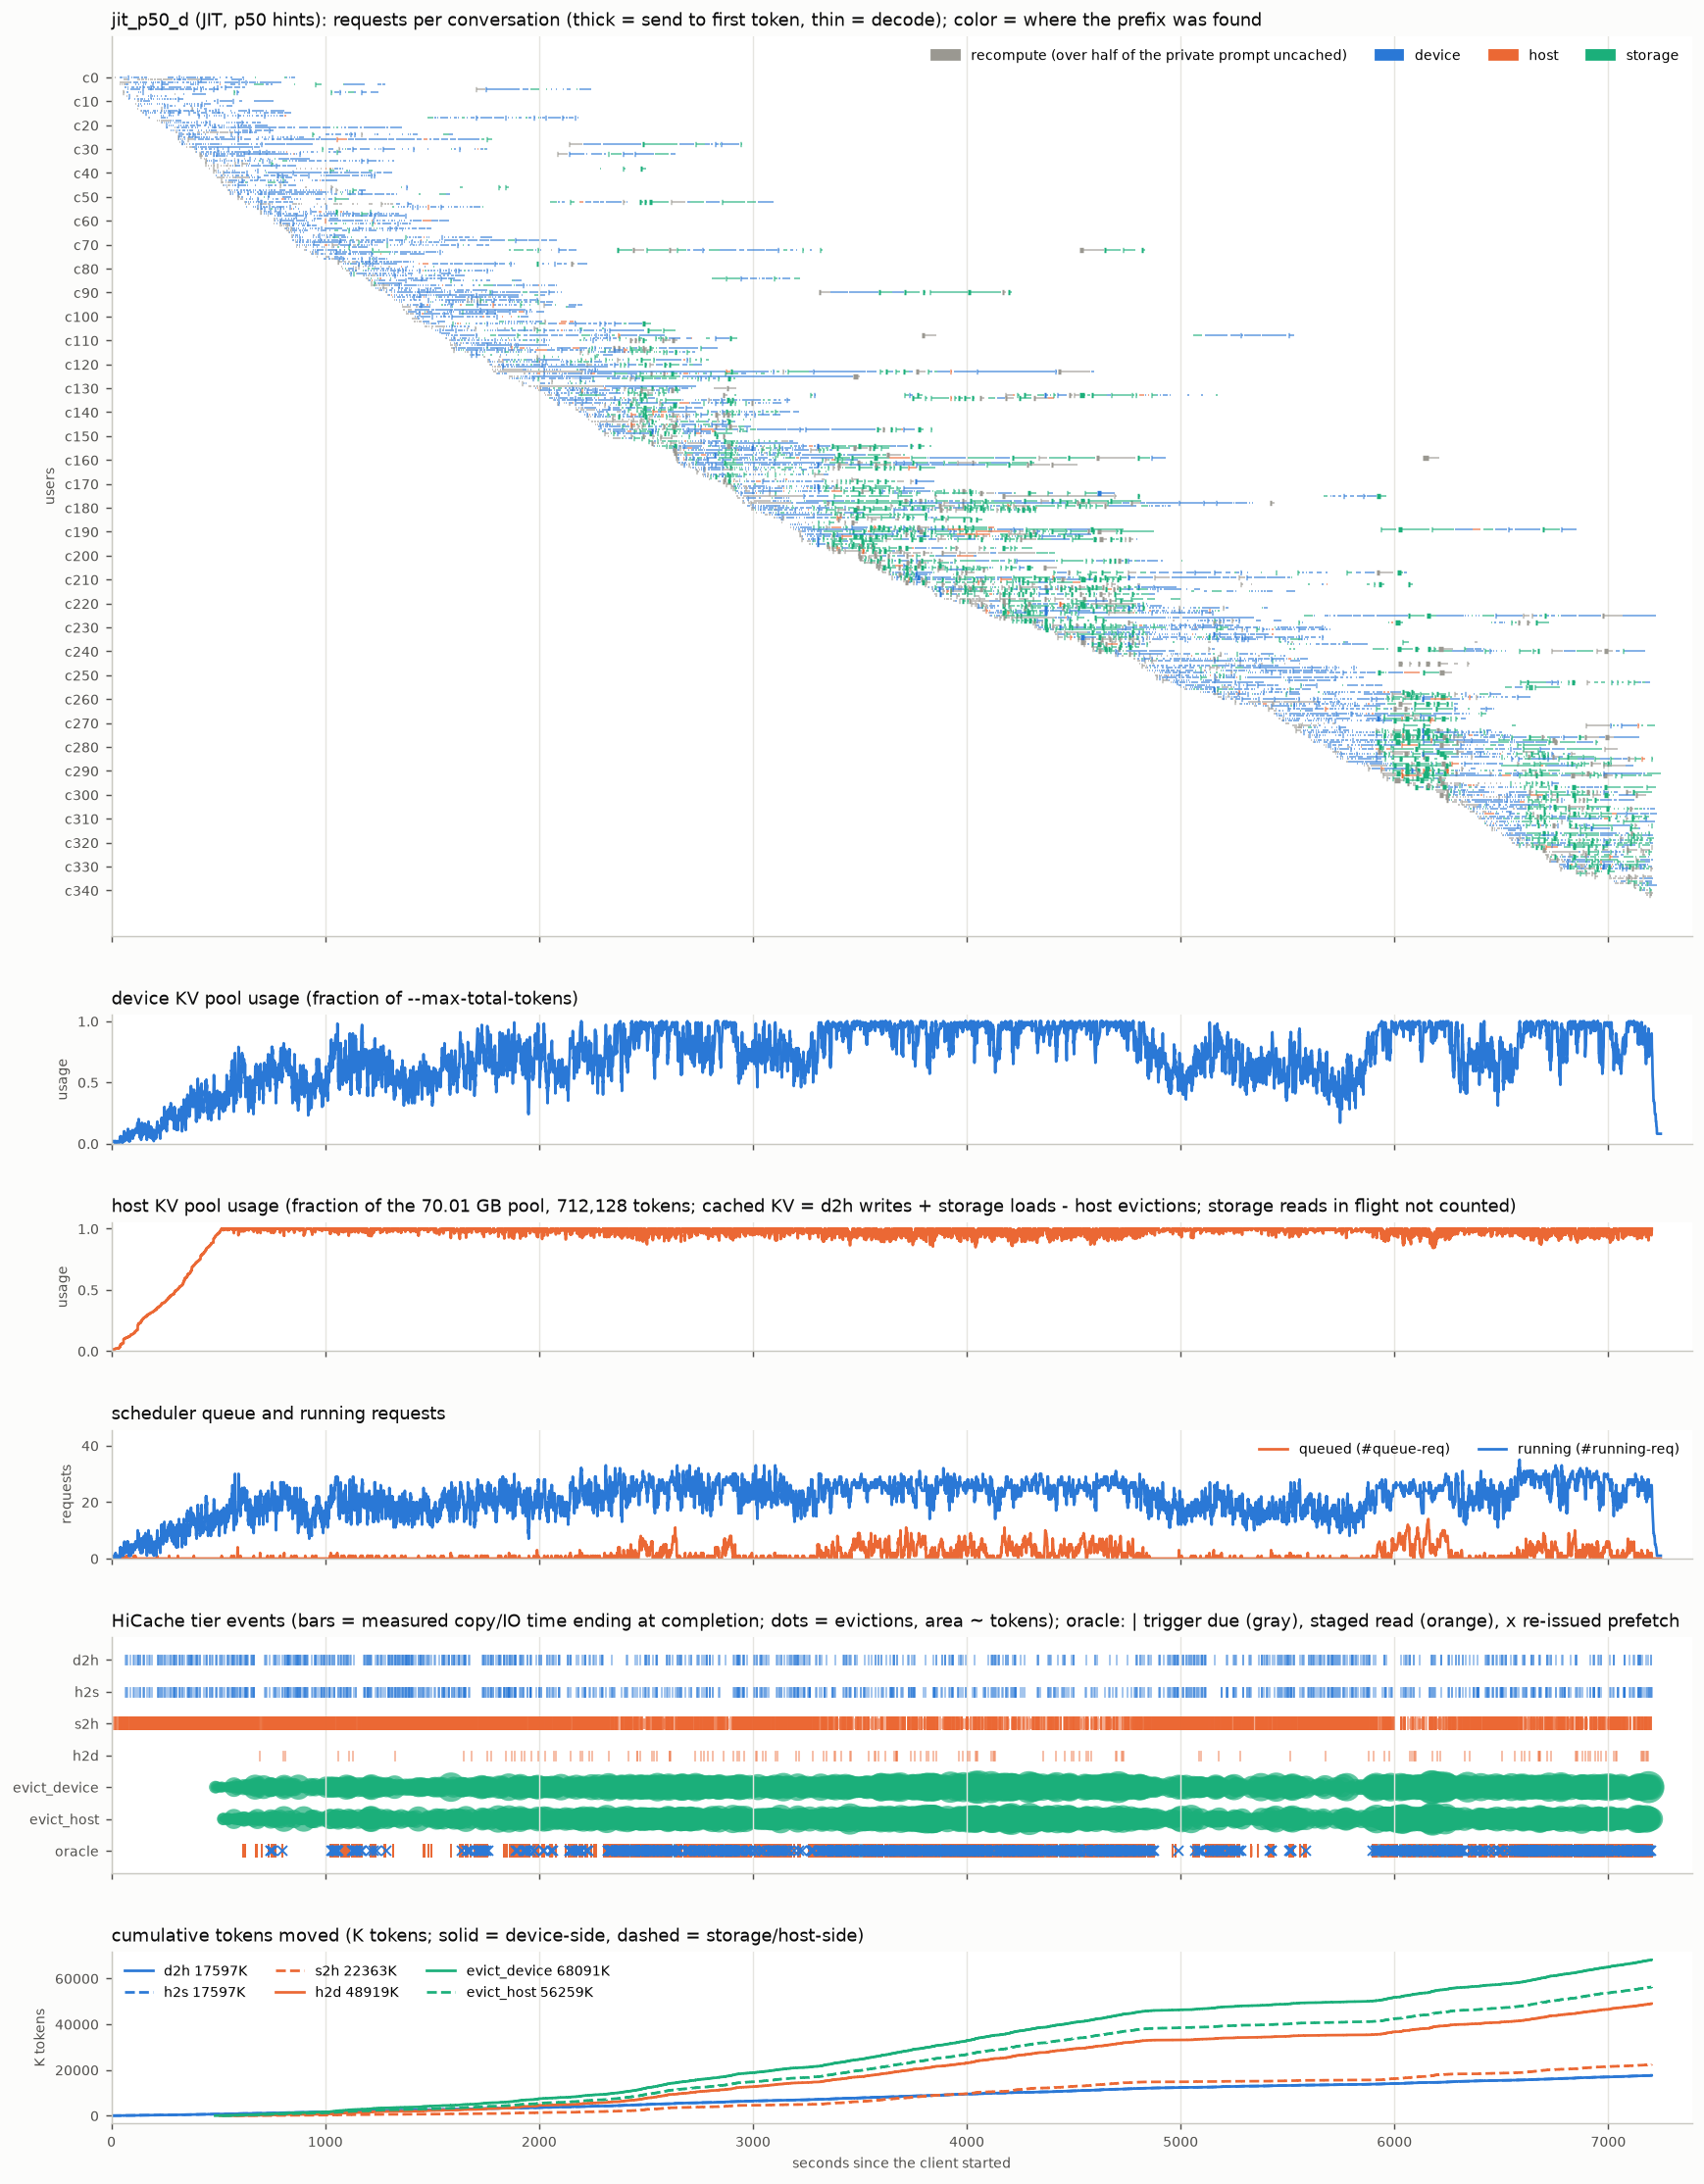 jit_p50_d (JIT, p50 hints): requests per conversation (thick = send to first token, thin = decode); color = where the prefix was found
recompute (over half of the private prompt uncached) device host storage
c0
c10
c20
c30
c40
c50
c60
c70
c80
c90
c100
c110
c120
c130
c140
c150
c160
users
c170
c180
c190
c200
c210
c220
c230
c240
c250
c260
c270
c280
c290
c300
c310
c320
c330
c340
device KV pool usage (fraction of --max-total-tokens)
1.0
usage
0.5
0.0
host KV pool usage (fraction of the 70.01 GB pool, 712,128 tokens; cached KV = d2h writes + storage loads - host evictions; storage reads in flight not counted)
1.0
usage
0.5
0.0
scheduler queue and running requests
queued (#queue-req) running (#running-req)
40
requests
20
0
HiCache tier events (bars = measured copy/IO time ending at completion; dots = evictions, area ~ tokens); oracle: | trigger due (gray), staged read (orange), x re-issued prefetch
d2h
h2s
s2h
h2d
evict_device
evict_host
oracle
cumulative tokens moved (K tokens; solid = device-side, dashed = storage/host-side)
d2h 17597K s2h 22363K evict_device 68091K
h2s 17597K h2d 48919K evict_host 56259K
60000
K tokens
40000
20000
0
0 1000 2000 3000 4000 5000 6000 7000
seconds since the client started